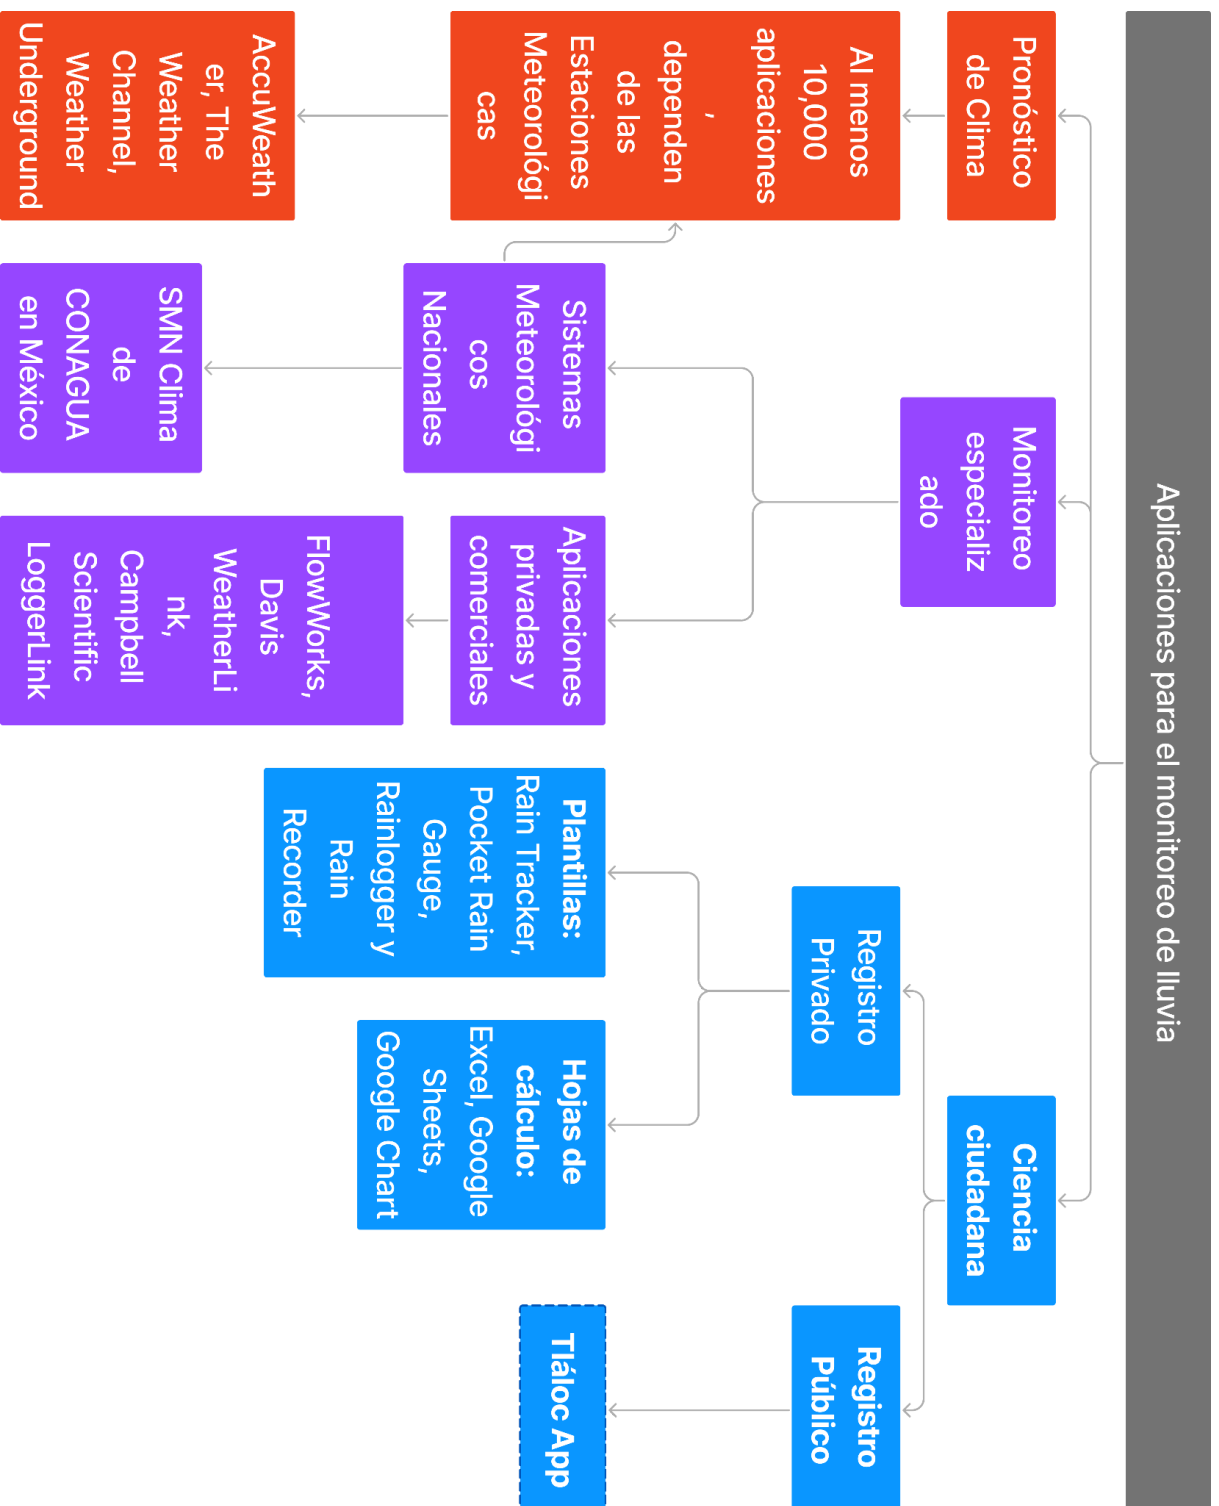 Aplicaciones para el monitoreo de lluvia
Pronóstico
de Clima
Al menos
10,000
aplicaciones
,
dependen
de las
Estaciones
Meteorológi
cas
AccuWeath
er, The
Weather
Channel,
Weather
Underground
Monitoreo
especializ
ado
Sistemas
Meteorológi
cos
Nacionales
SMN Clima
de
CONAGUA
en México
Aplicaciones
privadas y
comerciales
FlowWorks,
Davis
WeatherLi
nk,
Campbell
Scientific
LoggerLink
Ciencia
ciudadana
Registro
Privado
Plantillas:
Rain Tracker,
Pocket Rain
Gauge,
Rainlogger y
Rain
Recorder
Hojas de
cálculo:
Excel, Google
Sheets,
Google Chart
Registro
Público
Tláloc App